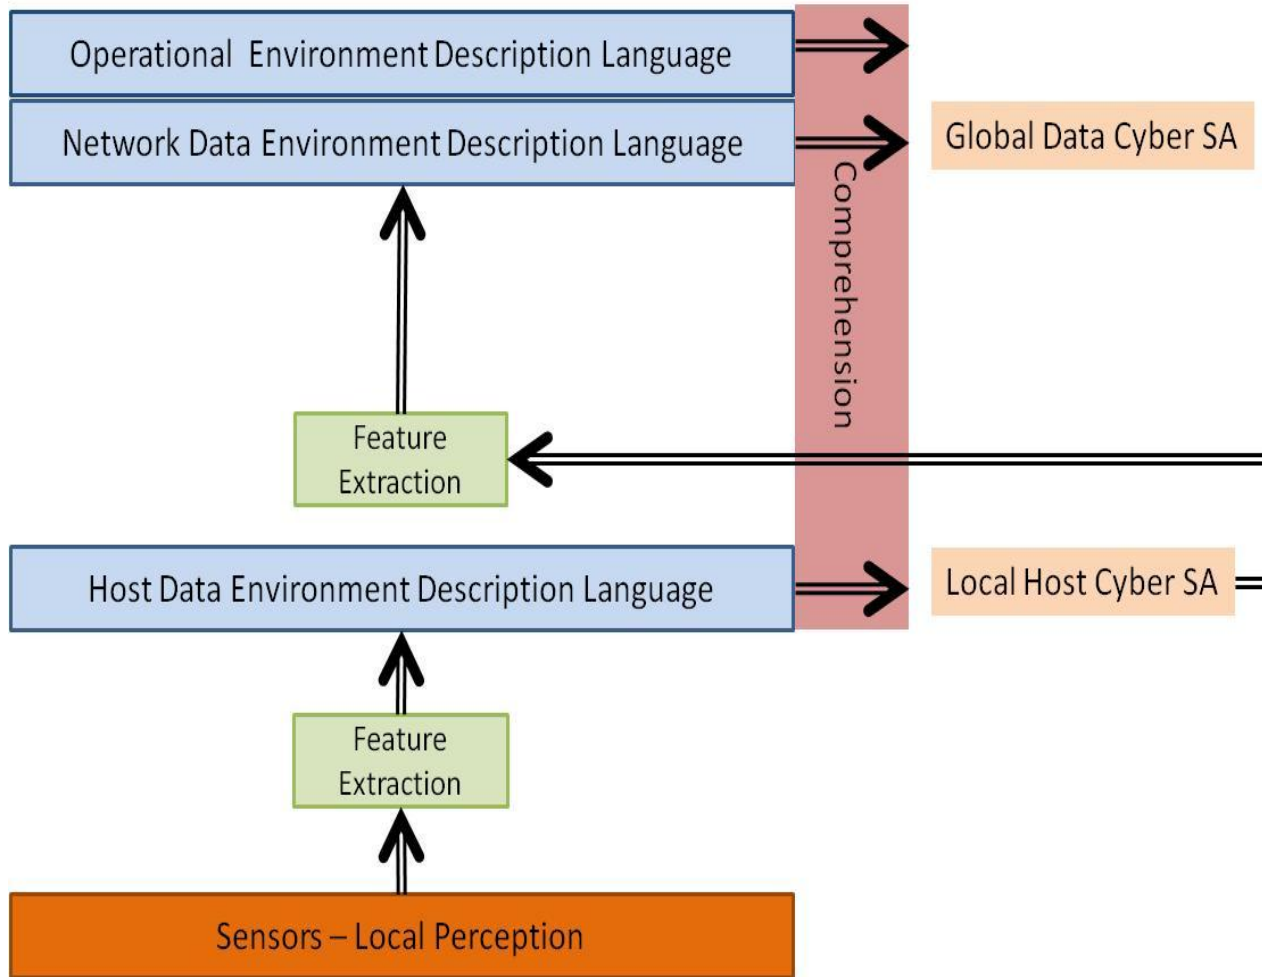 Operational Environment Description Language
Network Data Environment Description Language
Global Data Cyber SA
Comprehension
Feature
Extraction
Host Data Environment Description Language
Local Host Cyber SA
Feature
Extraction
Sensors – Local Perception